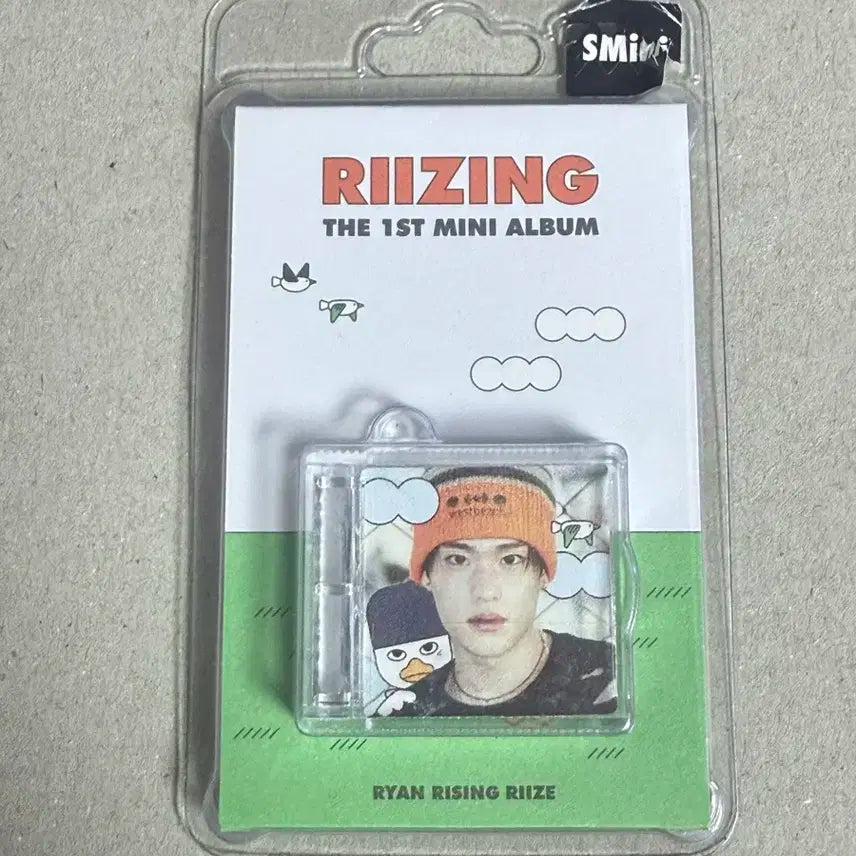 SMini
RIIZING
THE 1ST MINI ALBUM
RYAN RISING RIIZE